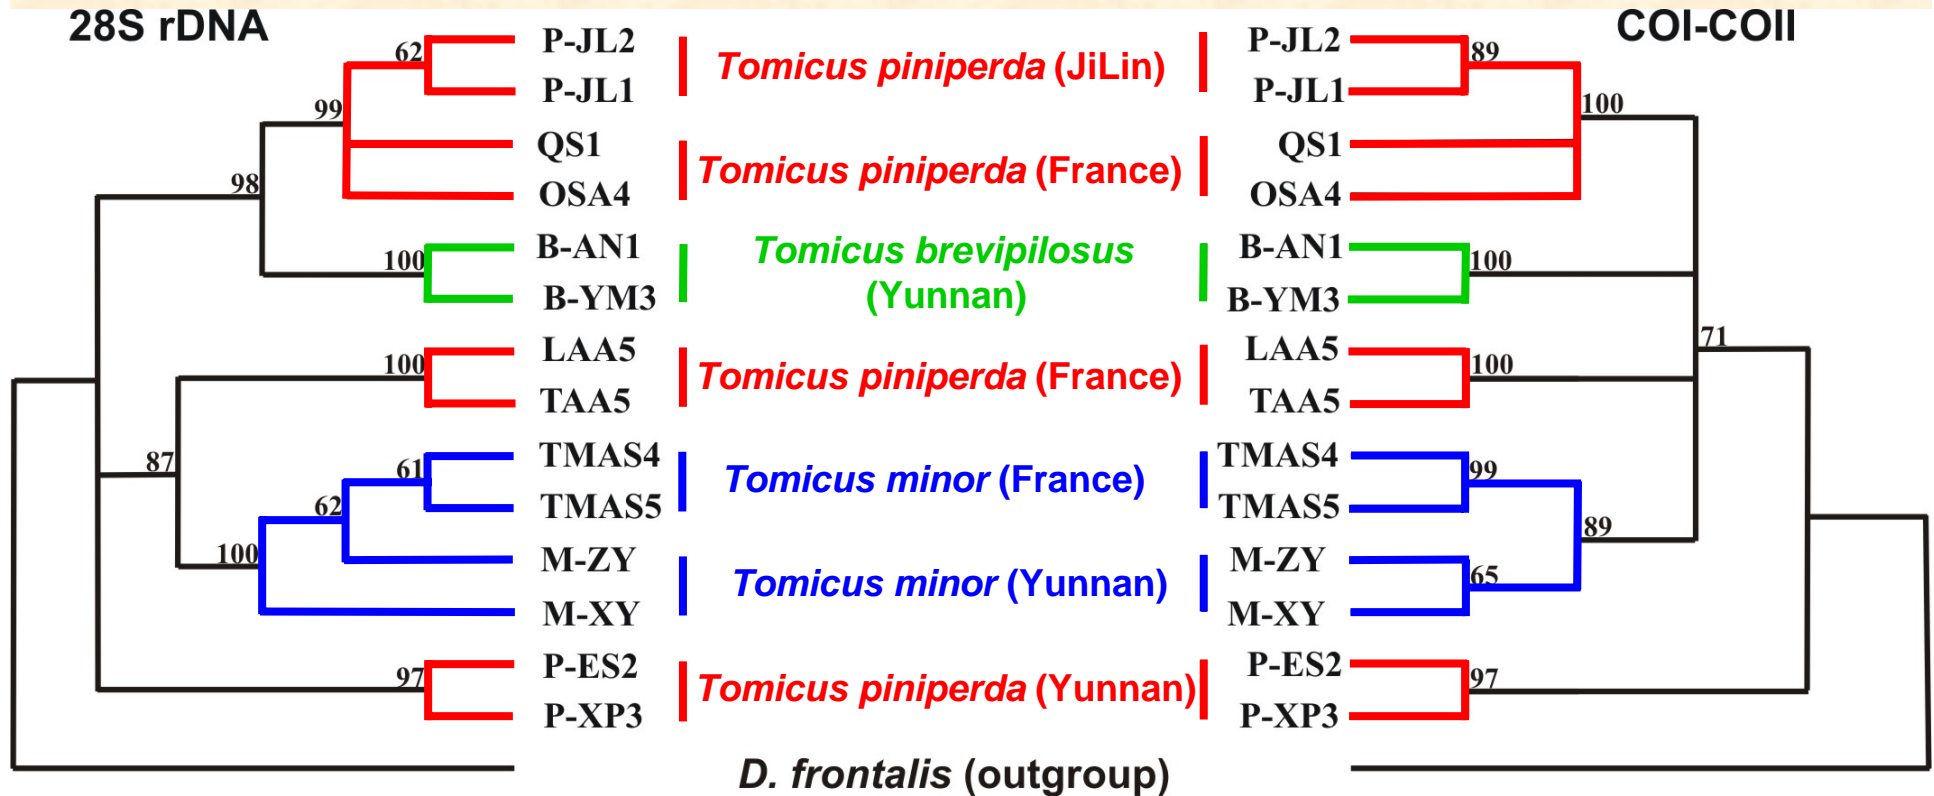 28S rDNA
COI-COII
62
P-JL2
P-JL1
Tomicus piniperda (JiLin)
P-JL2
P-JL1
89
99
QS1
OSA4
Tomicus piniperda (France)
QS1
OSA4
100
98
100
B-AN1
B-YM3
Tomicus brevipilosus
(Yunnan)
B-AN1
B-YM3
100
71
100
LAA5
TAA5
Tomicus piniperda (France)
LAA5
TAA5
100
87
61
TMAS4
TMAS5
Tomicus minor (France)
TMAS4
TMAS5
99
62
89
100
M-ZY
M-XY
Tomicus minor (Yunnan)
M-ZY
M-XY
65
97
P-ES2
P-XP3
Tomicus piniperda (Yunnan)
P-ES2
P-XP3
97
D. frontalis (outgroup)